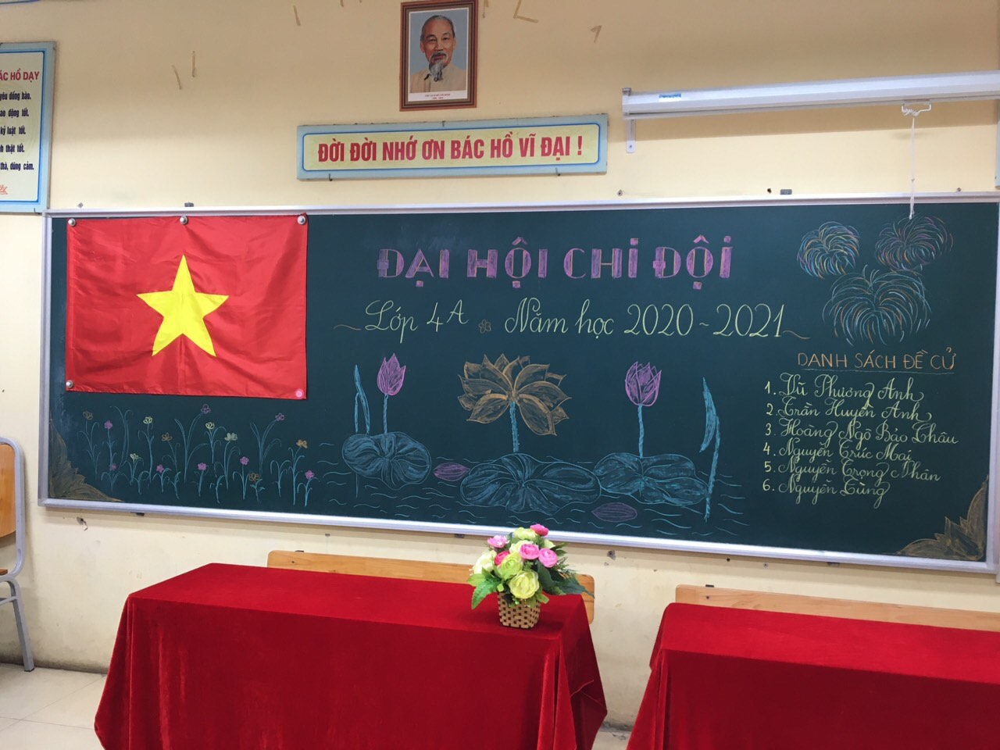 ÁC HỒ DẠY
yêu đồng bào.
ao động tốt.
kỷ luật tốt.
h thật tốt.
thà, dũng cảm.
ĐỜI ĐỜI NHỚ ƠN BÁC HỒ VĨ ĐẠI !
ĐẠI HỘI CHI ĐỘI
Lớp 4A Năm học 2020 ~ 2021
DANH SÁCH ĐỀ CỬ
1. Vũ Phương Anh
2. Trần Huyền Anh
3. Hoàng Ngô Bảo Châu
4. Nguyễn Trúc Mai
5. Nguyễn Trọng Nhân
6. Nguyễn Tùng